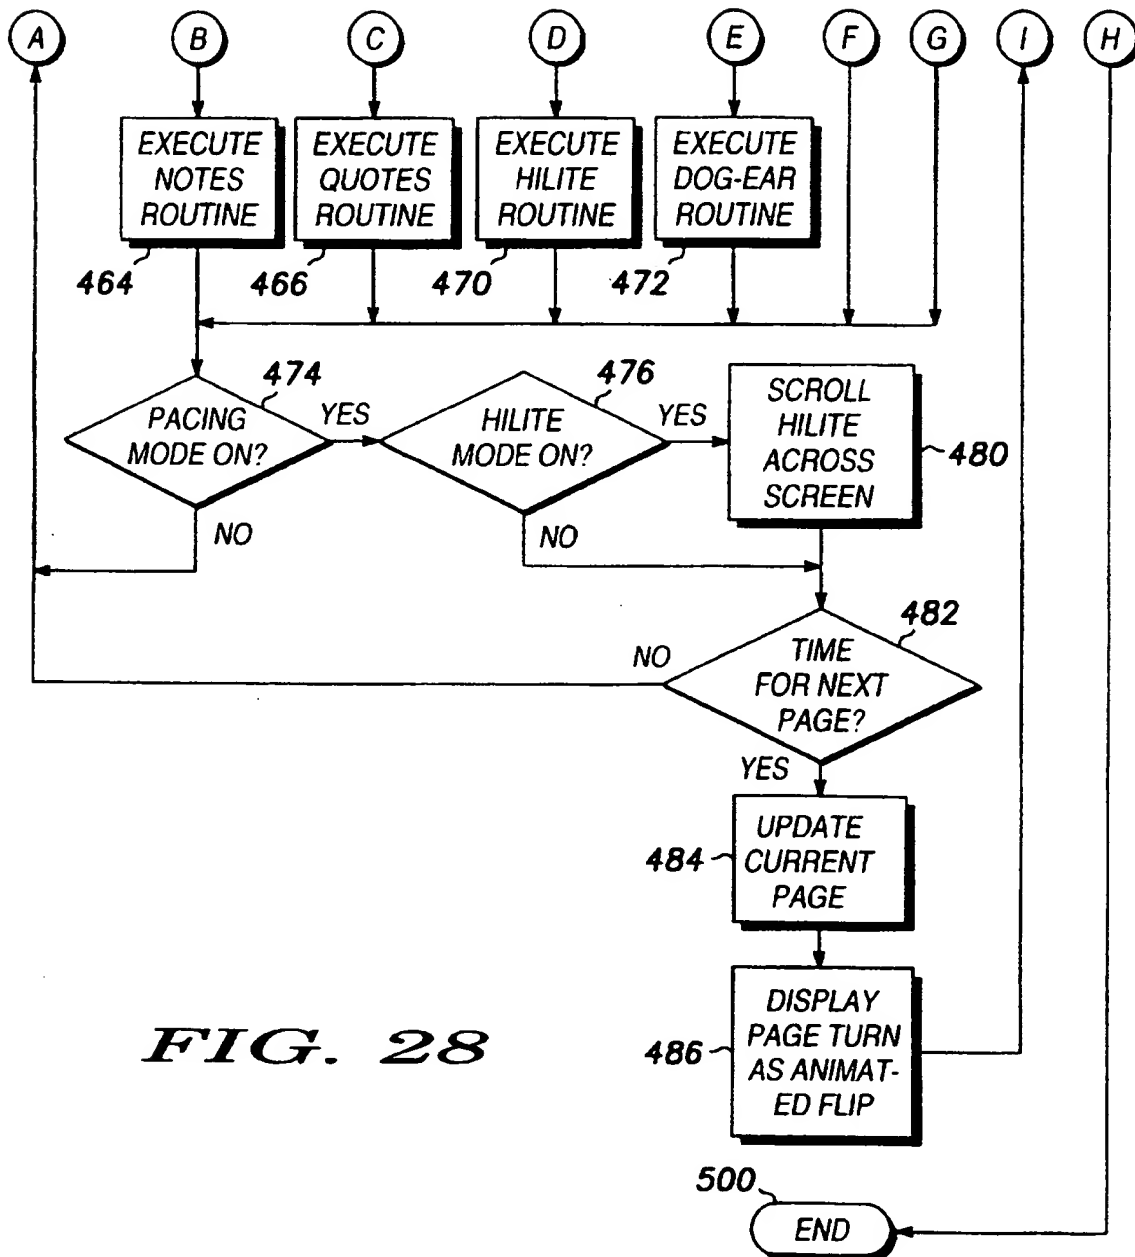 A B C D E F G I H
EXECUTE
NOTES
ROUTINE
464
EXECUTE
QUOTES
ROUTINE
466
EXECUTE
HILITE
ROUTINE
470
EXECUTE
DOG-EAR
ROUTINE
472
PACING
MODE ON?
474
YES
NO
HILITE
MODE ON?
476
YES
NO
SCROLL
HILITE
ACROSS
SCREEN
480
TIME
FOR NEXT
PAGE?
482
NO
YES
UPDATE
CURRENT
PAGE
484
DISPLAY
PAGE TURN
AS ANIMAT-
ED FLIP
486
FIG. 28
500
END